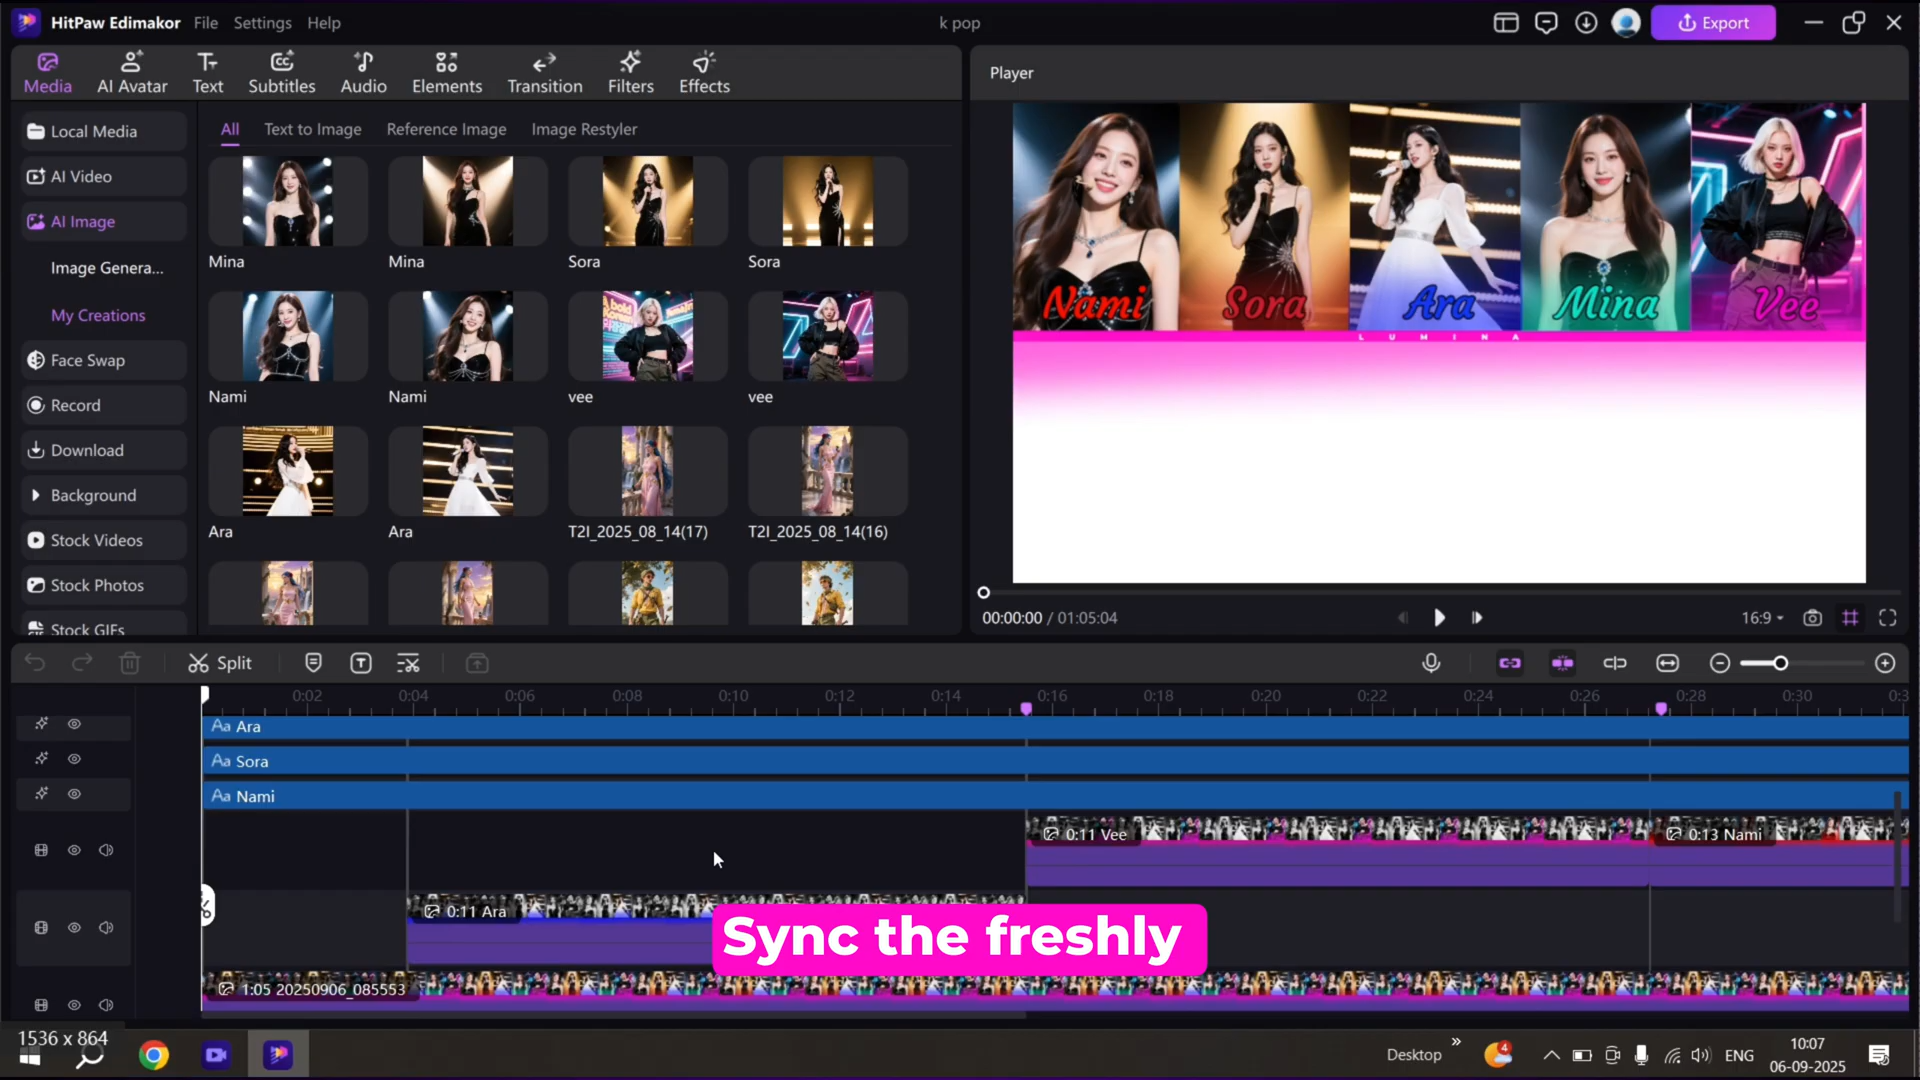 HitPaw Edimakor File Settings Help
k pop
Export
Media AI Avatar Text Subtitles Audio Elements Transition Filters Effects
Player
Local Media
AI Video
AI Image
Image Genera...
My Creations
Face Swap
Record
Download
Background
Stock Videos
Stock Photos
Stock GIFs
All Text to Image Reference Image Image Restyler
Mina Mina Sora Sora
Nami Nami vee vee
Ara Ara T2I_2025_08_14(17) T2I_2025_08_14(16)
Nami Sora Ara Mina Vee
L U M I N A
00:00:00 / 01:05:04
16:9
Split
0:02 0:04 0:06 0:08 0:10 0:12 0:14 0:16 0:18 0:20 0:22 0:24 0:26 0:28 0:30 0:3
Aa Ara
Aa Sora
Aa Nami
0:11 Vee 0:13 Nami
0:11 Ara
Sync the freshly
1:05 20250906_085553
1536 x 864
Desktop
4
ENG
10:07
06-09-2025